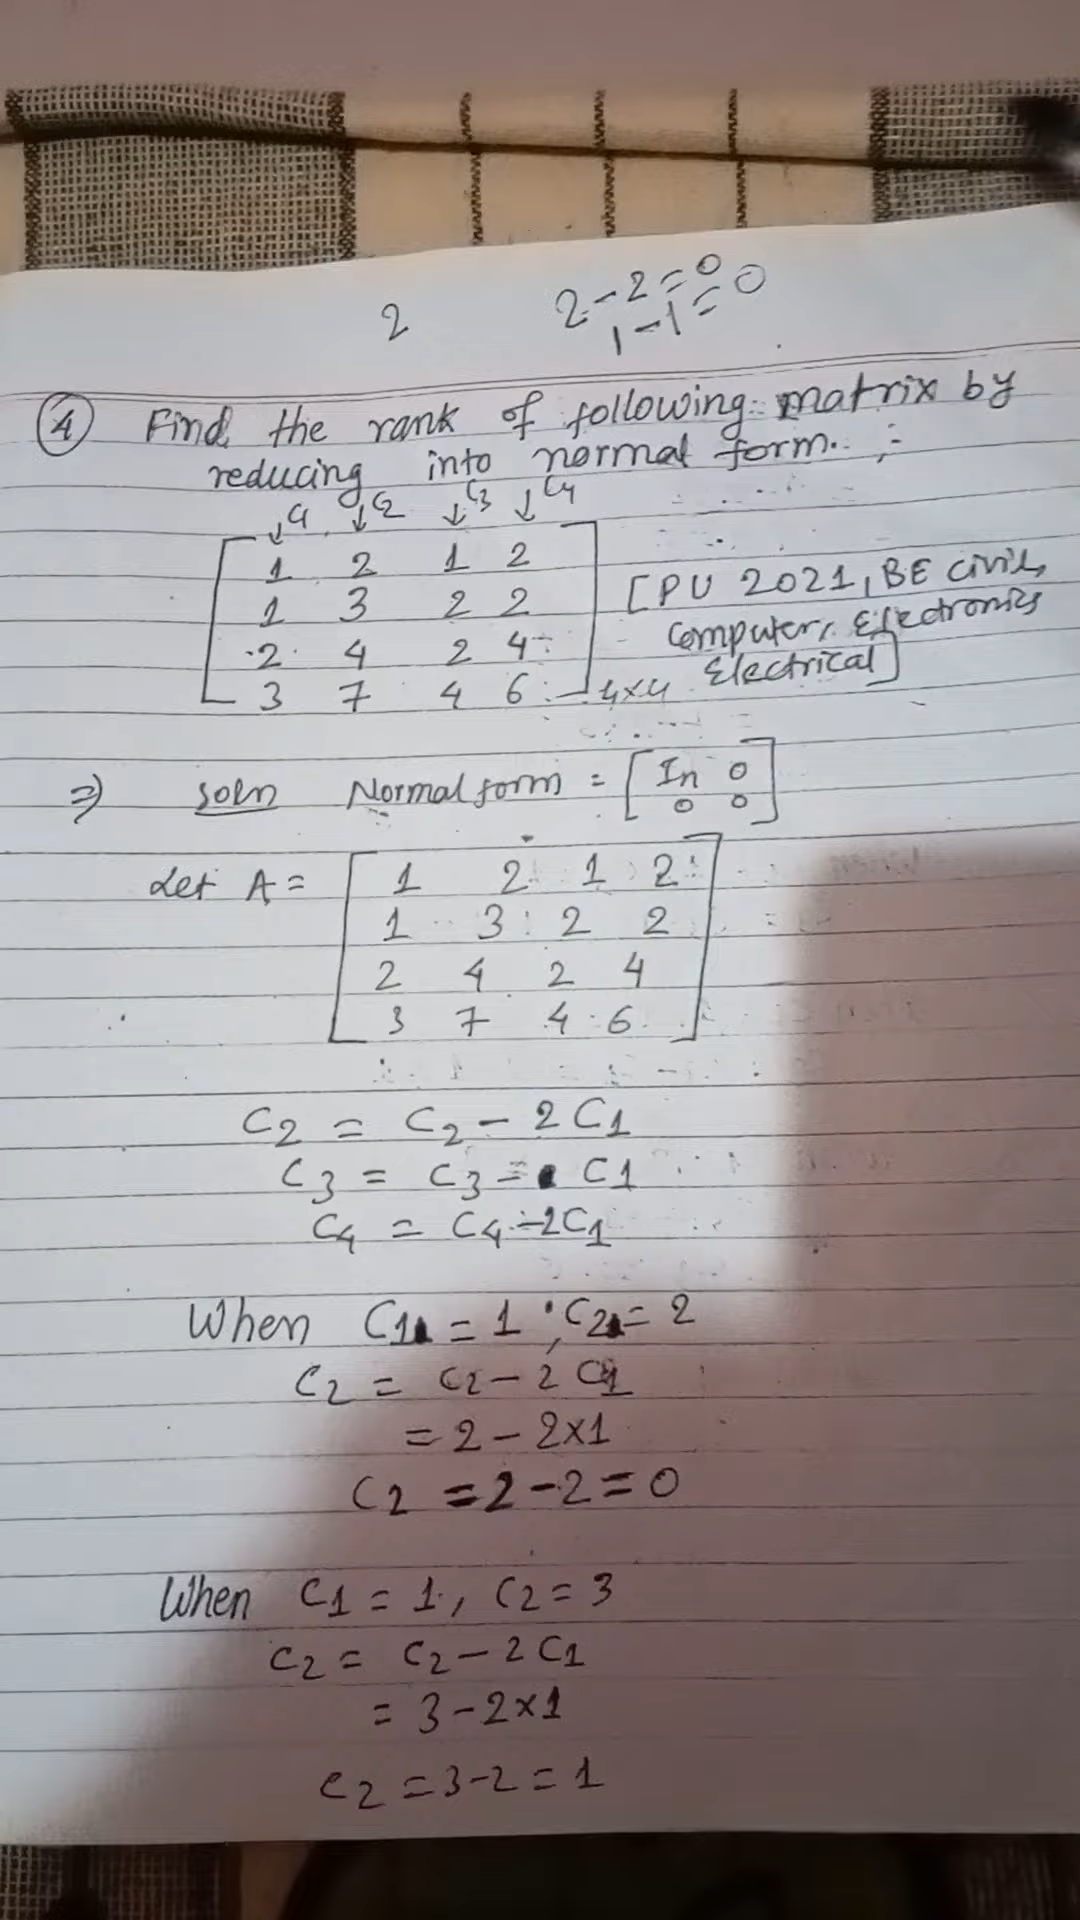 2 2-2=0
1-1=0
④ Find the rank of following matrix by
reducing into normal form. :-
↓C1 ↓C2 ↓C3 ↓C4
1 2 1 2
1 3 2 2 [PU 2021, BE civil,
2 4 2 4 computer, Electronics
3 7 4 6 4×4 Electrical]
⇒ Soln Normal form = [In 0
0 0]
Let A = 1 2 1 2
1 3 2 2
2 4 2 4
3 7 4 6
C2 = C2 - 2C1
C3 = C3 - C1
C4 = C4 - 2C1
When C1 = 1, C2 = 2
C2 = C2 - 2C1
= 2 - 2×1
C2 = 2-2 = 0
When C1 = 1, C2 = 3
C2 = C2 - 2C1
= 3 - 2×1
C2 = 3-2 = 1